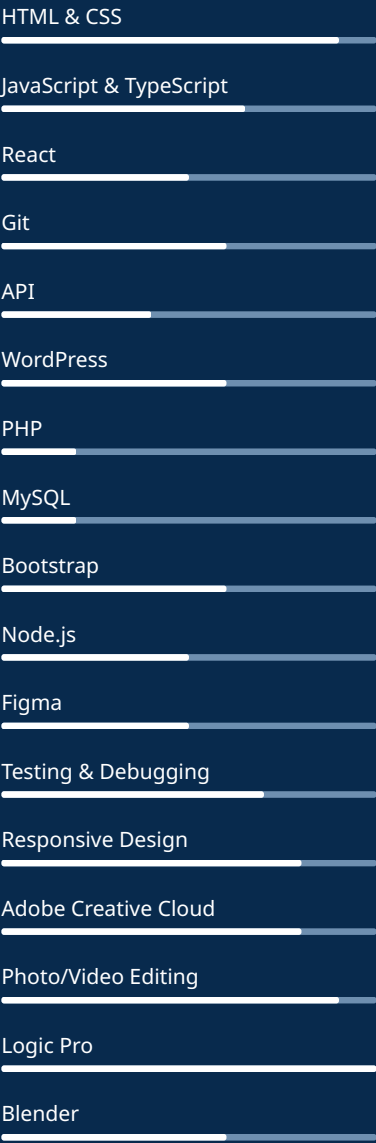 HTML & CSS
JavaScript & TypeScript
React
Git
API
WordPress
PHP
MySQL
Bootstrap
Node.js
Figma
Testing & Debugging
Responsive Design
Adobe Creative Cloud
Photo/Video Editing
Logic Pro
Blender